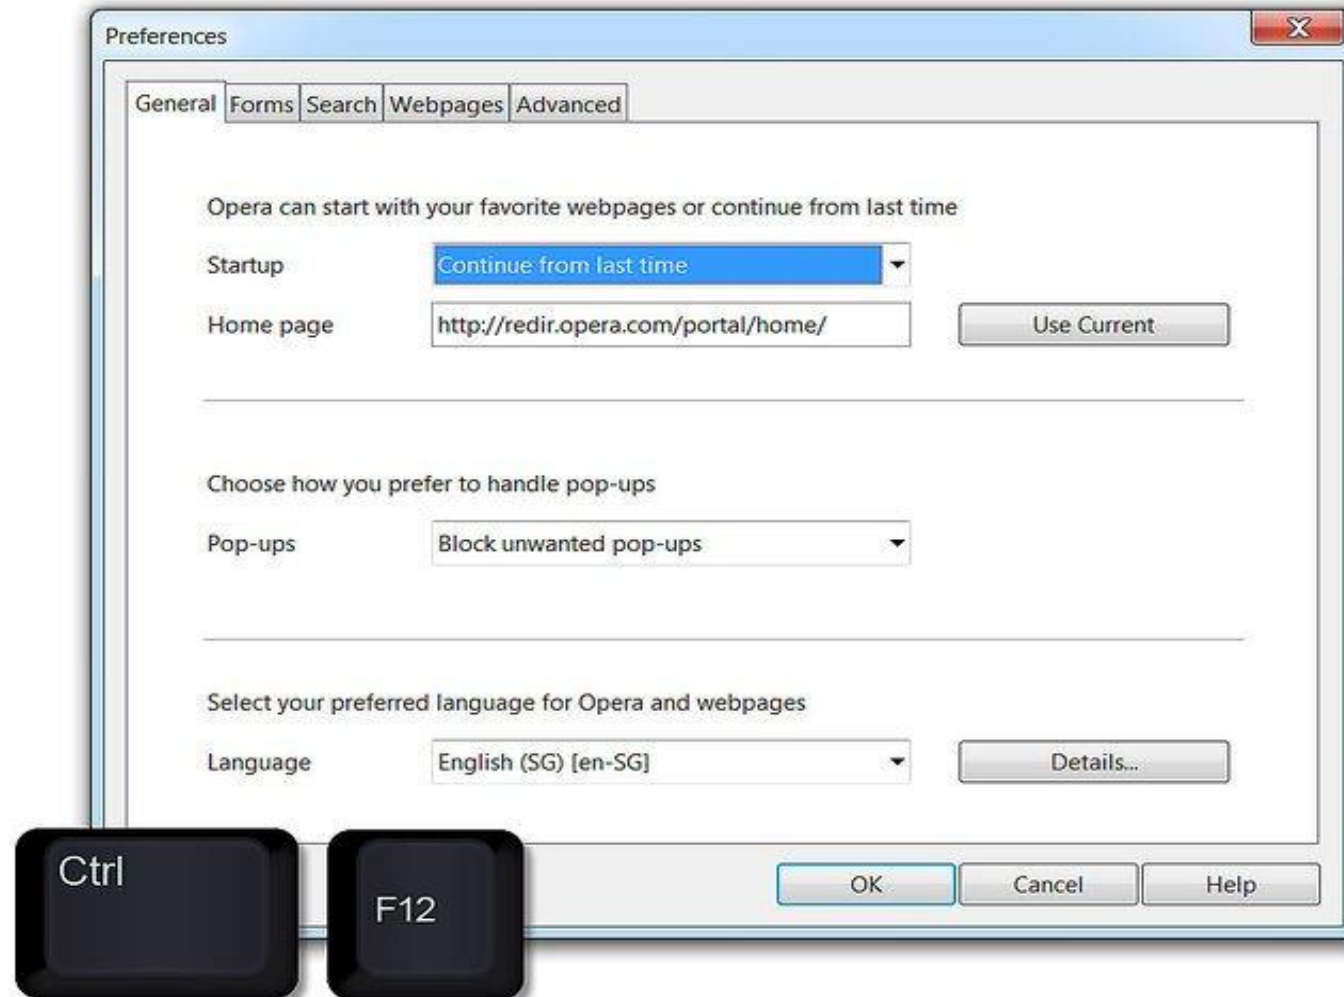 Preferences
General Forms Search Webpages Advanced
Opera can start with your favorite webpages or continue from last time
Startup Continue from last time
Home page http://redir.opera.com/portal/home/ Use Current
Choose how you prefer to handle pop-ups
Pop-ups Block unwanted pop-ups
Select your preferred language for Opera and webpages
Language English (SG) [en-SG] Details...
OK Cancel Help
Ctrl
F12